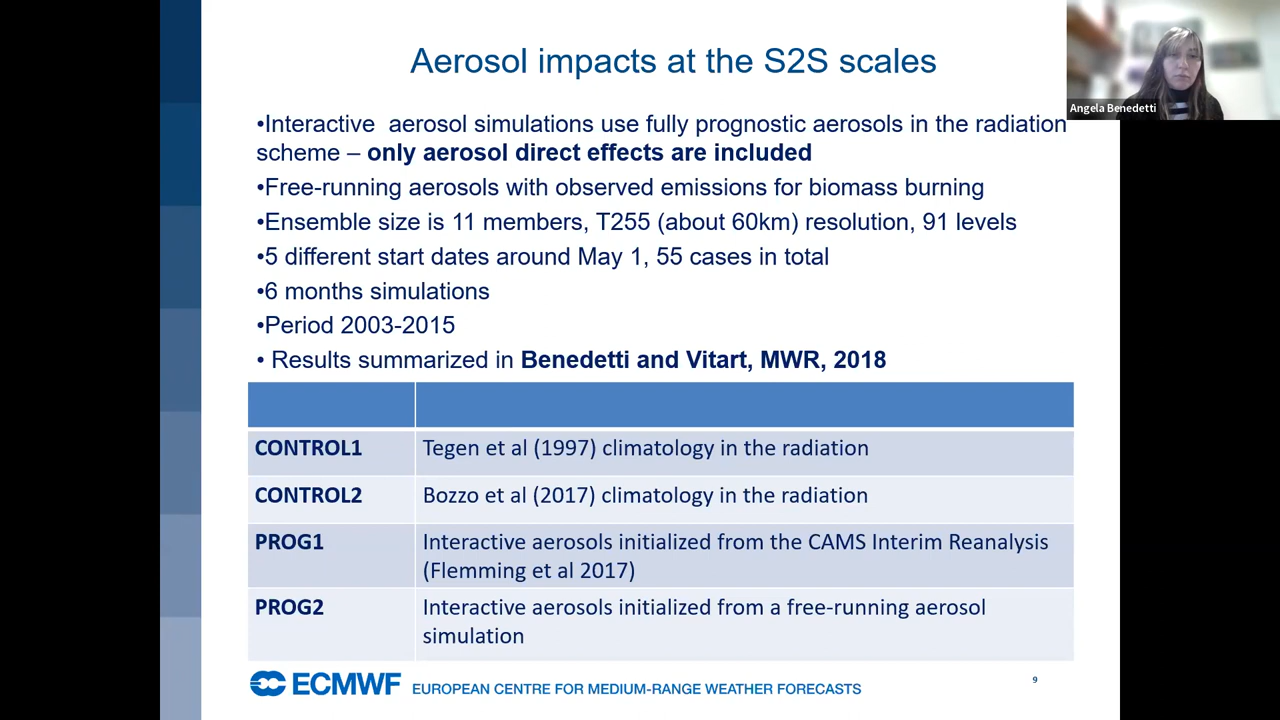 Aerosol impacts at the S2S scales
Angela Benedetti
•Interactive  aerosol simulations use fully prognostic aerosols in the radiation
scheme – only aerosol direct effects are included
•Free-running aerosols with observed emissions for biomass burning
•Ensemble size is 11 members, T255 (about 60km) resolution, 91 levels
•5 different start dates around May 1, 55 cases in total
•6 months simulations
•Period 2003-2015
• Results summarized in Benedetti and Vitart, MWR, 2018
CONTROL1 Tegen et al (1997) climatology in the radiation
CONTROL2 Bozzo et al (2017) climatology in the radiation
PROG1 Interactive aerosols initialized from the CAMS Interim Reanalysis
(Flemming et al 2017)
PROG2 Interactive aerosols initialized from a free-running aerosol
simulation
ECMWF EUROPEAN CENTRE FOR MEDIUM-RANGE WEATHER FORECASTS
9